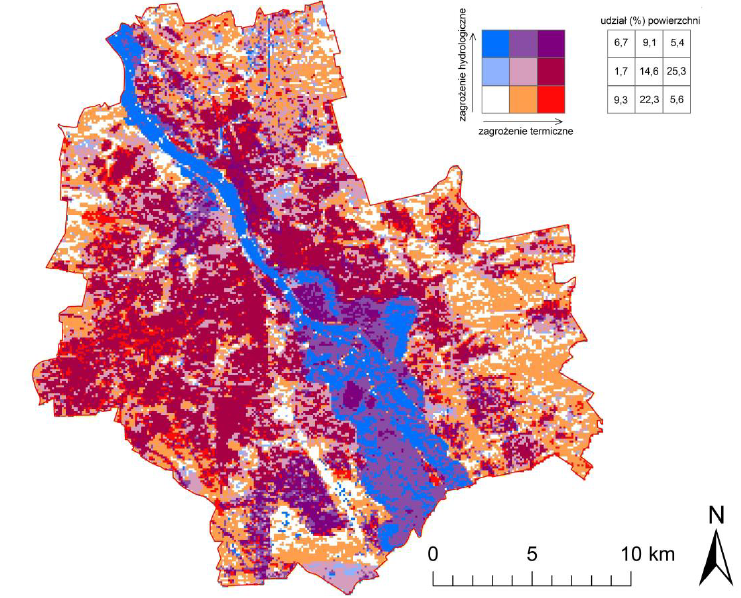 udział (%) powierzchni
6,7 9,1 5,4
1,7 14,6 25,3
9,3 22,3 5,6
zagrożenie hydrologiczne
zagrożenie termiczne
N
0 5 10 km